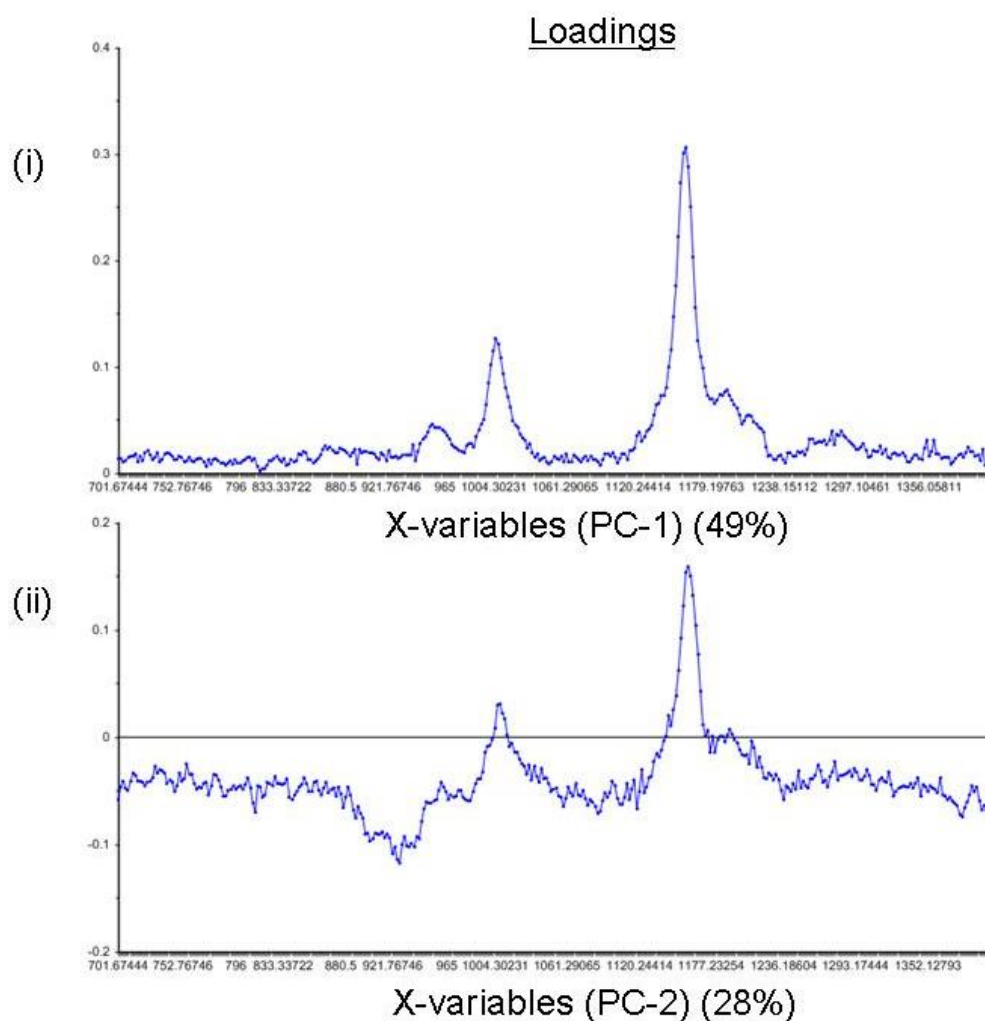 Loadings
(i)
0.4
0.3
0.2
0.1
0
701.67444 752.76746 796 833.33722 880.5 921.76746 965 1004.30231 1061.29065 1120.24414 1179.19763 1238.15112 1297.10461 1356.05811
X-variables (PC-1) (49%)
(ii)
0.2
0.1
0
-0.1
-0.2
701.67444 752.76746 796 833.33722 880.5 921.76746 965 1004.30231 1061.29065 1120.24414 1177.23254 1236.18604 1293.17444 1352.12793
X-variables (PC-2) (28%)